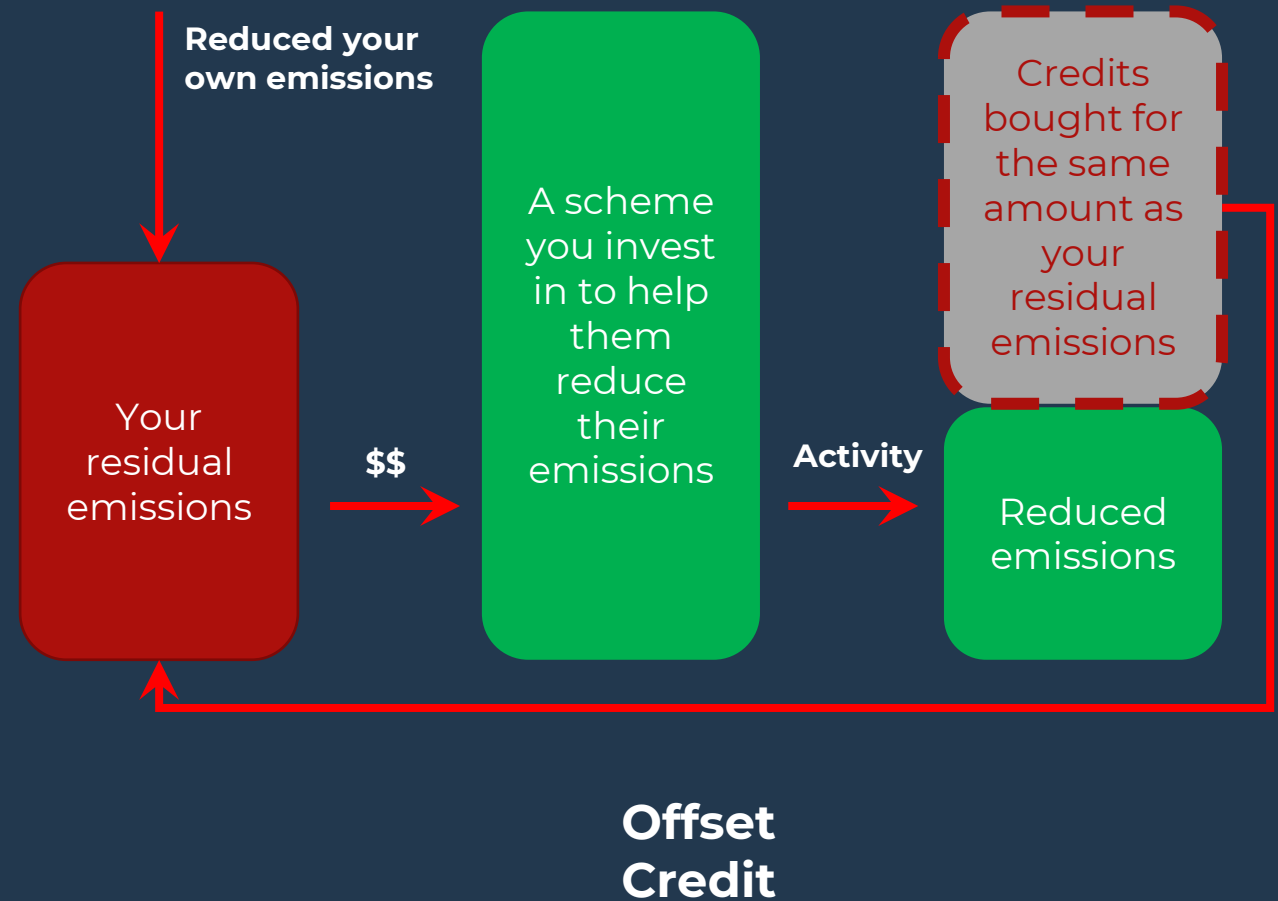 Reduced your
own emissions
Your
residual
emissions
$$
A scheme
you invest
in to help
them
reduce
their
emissions
Activity
Credits
bought for
the same
amount as
your
residual
emissions
Reduced
emissions
Offset
Credit